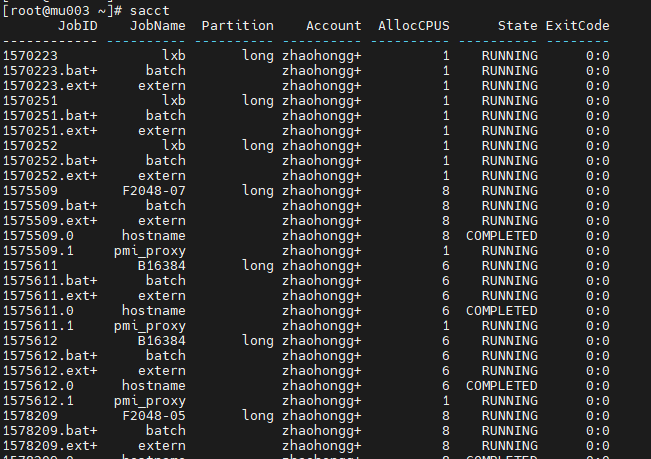 [root@mu003 ~]# sacct
JobID JobName Partition Account AllocCPUS State ExitCode
------------ ---------- ---------- ---------- ---------- ---------- --------
1570223 lxb long zhaohongg+ 1 RUNNING 0:0
1570223.bat+ batch zhaohongg+ 1 RUNNING 0:0
1570223.ext+ extern zhaohongg+ 1 RUNNING 0:0
1570251 lxb long zhaohongg+ 1 RUNNING 0:0
1570251.bat+ batch zhaohongg+ 1 RUNNING 0:0
1570251.ext+ extern zhaohongg+ 1 RUNNING 0:0
1570252 lxb long zhaohongg+ 1 RUNNING 0:0
1570252.bat+ batch zhaohongg+ 1 RUNNING 0:0
1570252.ext+ extern zhaohongg+ 1 RUNNING 0:0
1575509 F2048-07 long zhaohongg+ 8 RUNNING 0:0
1575509.bat+ batch zhaohongg+ 8 RUNNING 0:0
1575509.ext+ extern zhaohongg+ 8 RUNNING 0:0
1575509.0 hostname zhaohongg+ 8 COMPLETED 0:0
1575509.1 pmi_proxy zhaohongg+ 1 RUNNING 0:0
1575611 B16384 long zhaohongg+ 6 RUNNING 0:0
1575611.bat+ batch zhaohongg+ 6 RUNNING 0:0
1575611.ext+ extern zhaohongg+ 6 RUNNING 0:0
1575611.0 hostname zhaohongg+ 6 COMPLETED 0:0
1575611.1 pmi_proxy zhaohongg+ 1 RUNNING 0:0
1575612 B16384 long zhaohongg+ 6 RUNNING 0:0
1575612.bat+ batch zhaohongg+ 6 RUNNING 0:0
1575612.ext+ extern zhaohongg+ 6 RUNNING 0:0
1575612.0 hostname zhaohongg+ 6 COMPLETED 0:0
1575612.1 pmi_proxy zhaohongg+ 1 RUNNING 0:0
1578209 F2048-05 long zhaohongg+ 8 RUNNING 0:0
1578209.bat+ batch zhaohongg+ 8 RUNNING 0:0
1578209.ext+ extern zhaohongg+ 8 RUNNING 0:0